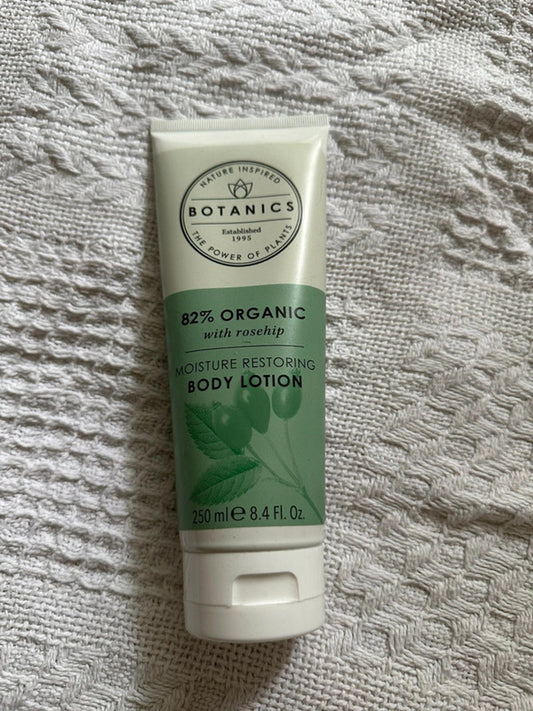 NATURE INSPIRED
BOTANICS
Established
1995
THE POWER OF PLANTS
82% ORGANIC
with rosehip
MOISTURE RESTORING
BODY LOTION
250 ml℮ 8.4 Fl. Oz.